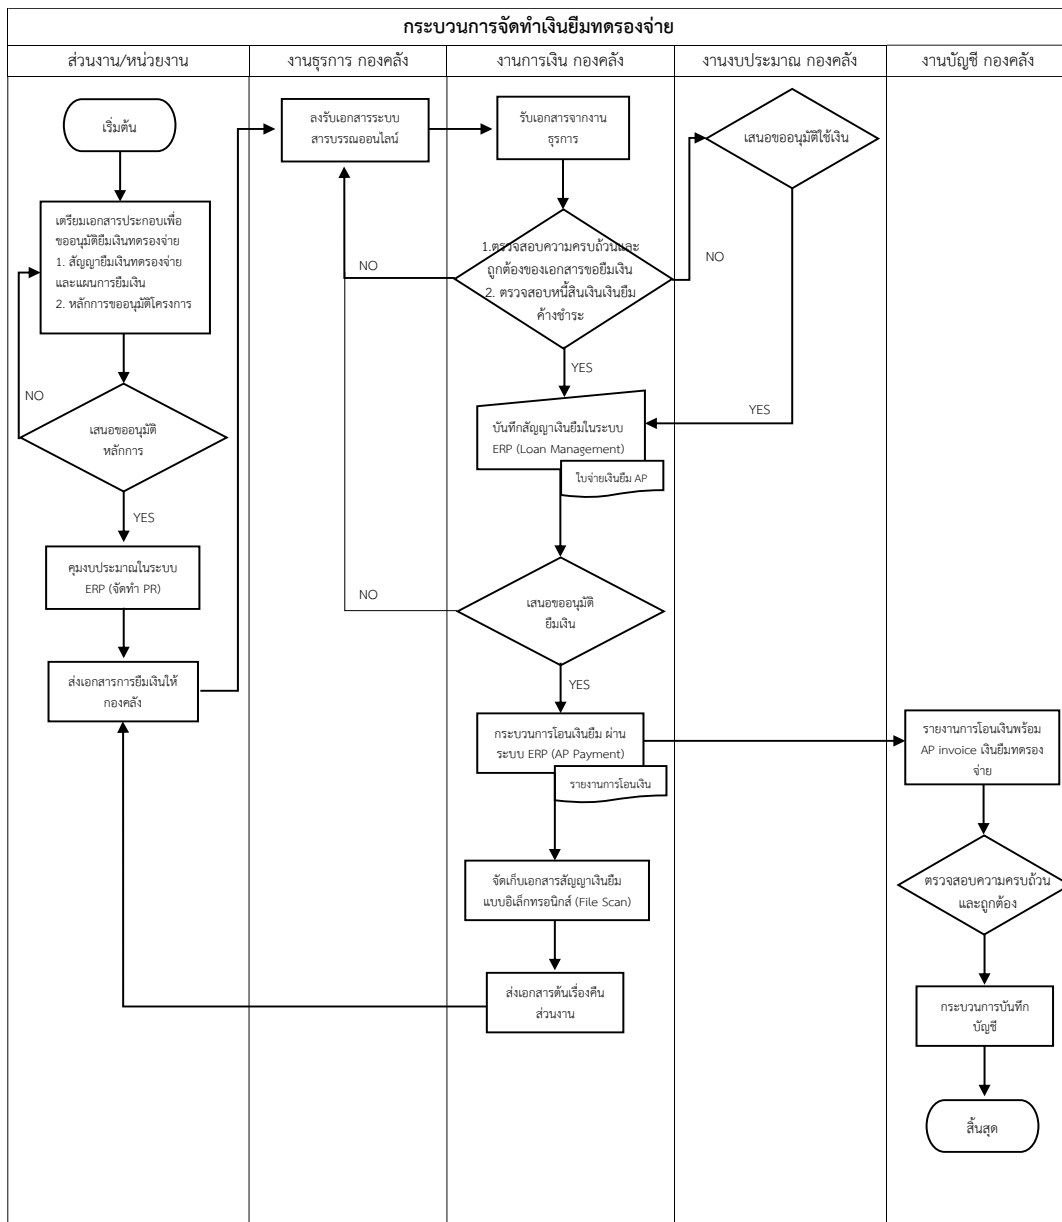 กระบวนการจัดทำเงินยืมทดรองจ่าย
ส่วนงาน/หน่วยงาน
งานธุรการ กองคลัง
งานการเงิน กองคลัง
งานงบประมาณ กองคลัง
งานบัญชี กองคลัง
เริ่มต้น
เตรียมเอกสารประกอบเพื่อ
ขออนุมัติยืมเงินทดรองจ่าย
1. สัญญายืมเงินทดรองจ่าย
และแผนการยืมเงิน
2. หลักการขออนุมัติโครงการ
NO
เสนอขออนุมัติ
หลักการ
YES
คุมงบประมาณในระบบ
ERP (จัดทำ PR)
ส่งเอกสารการยืมเงินให้
กองคลัง
ลงรับเอกสารระบบ
สารบรรณออนไลน์
NO
NO
รับเอกสารจากงาน
ธุรการ
1.ตรวจสอบความครบถ้วนและ
ถูกต้องของเอกสารขอยืมเงิน
2. ตรวจสอบหนี้สินเงินเงินยืม
ค้างชำระ
YES
บันทึกสัญญาเงินยืมในระบบ
ERP (Loan Management)
ใบจ่ายเงินยืม AP
เสนอขออนุมัติ
ยืมเงิน
YES
กระบวนการโอนเงินยืม ผ่าน
ระบบ ERP (AP Payment)
รายงานการโอนเงิน
จัดเก็บเอกสารสัญญาเงินยืม
แบบอิเล็กทรอนิกส์ (File Scan)
ส่งเอกสารต้นเรื่องคืน
ส่วนงาน
เสนอขออนุมัติใช้เงิน
NO
YES
รายงานการโอนเงินพร้อม
AP invoice เงินยืมทดรอง
จ่าย
ตรวจสอบความครบถ้วน
และถูกต้อง
กระบวนการบันทึก
บัญชี
สิ้นสุด